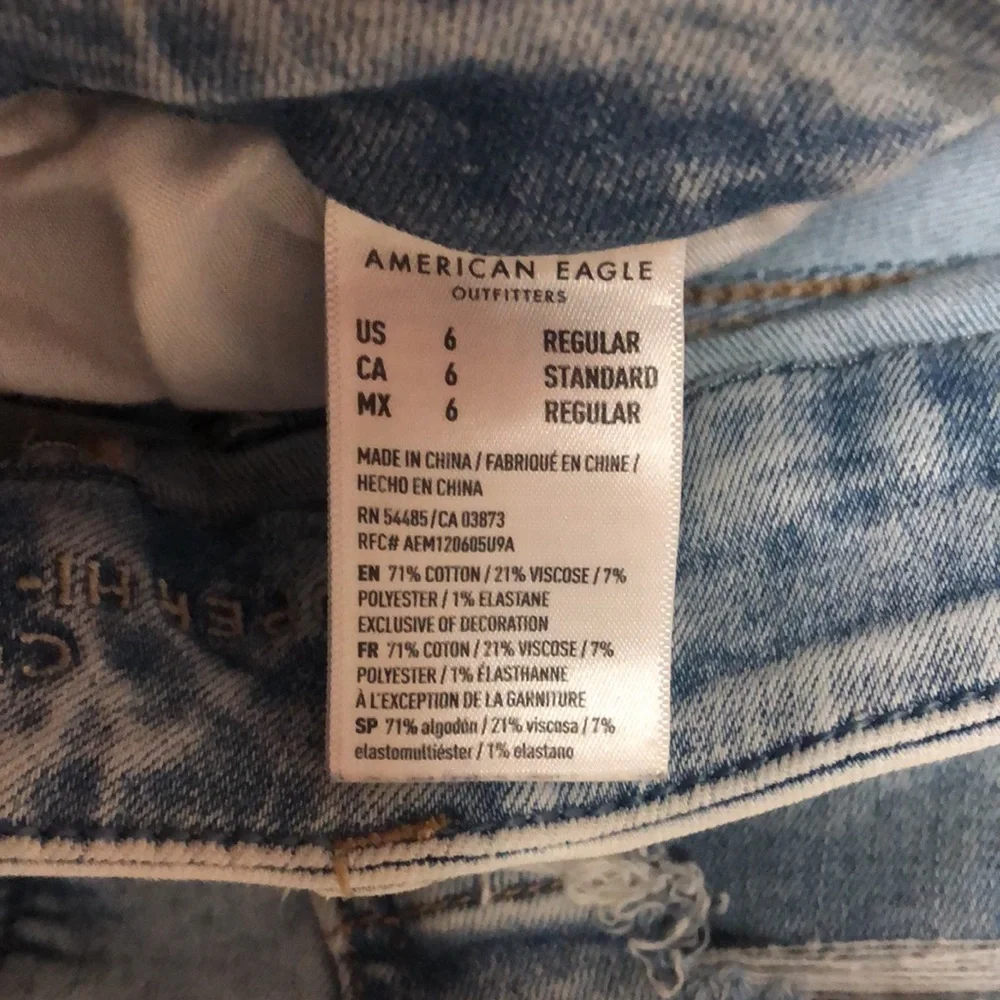 AMERICAN EAGLE
OUTFITTERS
US 6 REGULAR
CA 6 STANDARD
MX 6 REGULAR
MADE IN CHINA / FABRIQUÉ EN CHINE /
HECHO EN CHINA
RN 54485 / CA 03873
RFC# AEM120605U9A
EN 71% COTTON / 21% VISCOSE / 7%
POLYESTER / 1% ELASTANE
EXCLUSIVE OF DECORATION
FR 71% COTON / 21% VISCOSE / 7%
POLYESTER / 1% ÉLASTHANNE
À L'EXCEPTION DE LA GARNITURE
SP 71% algodón / 21% viscosa / 7%
elastomultiéster / 1% elastano